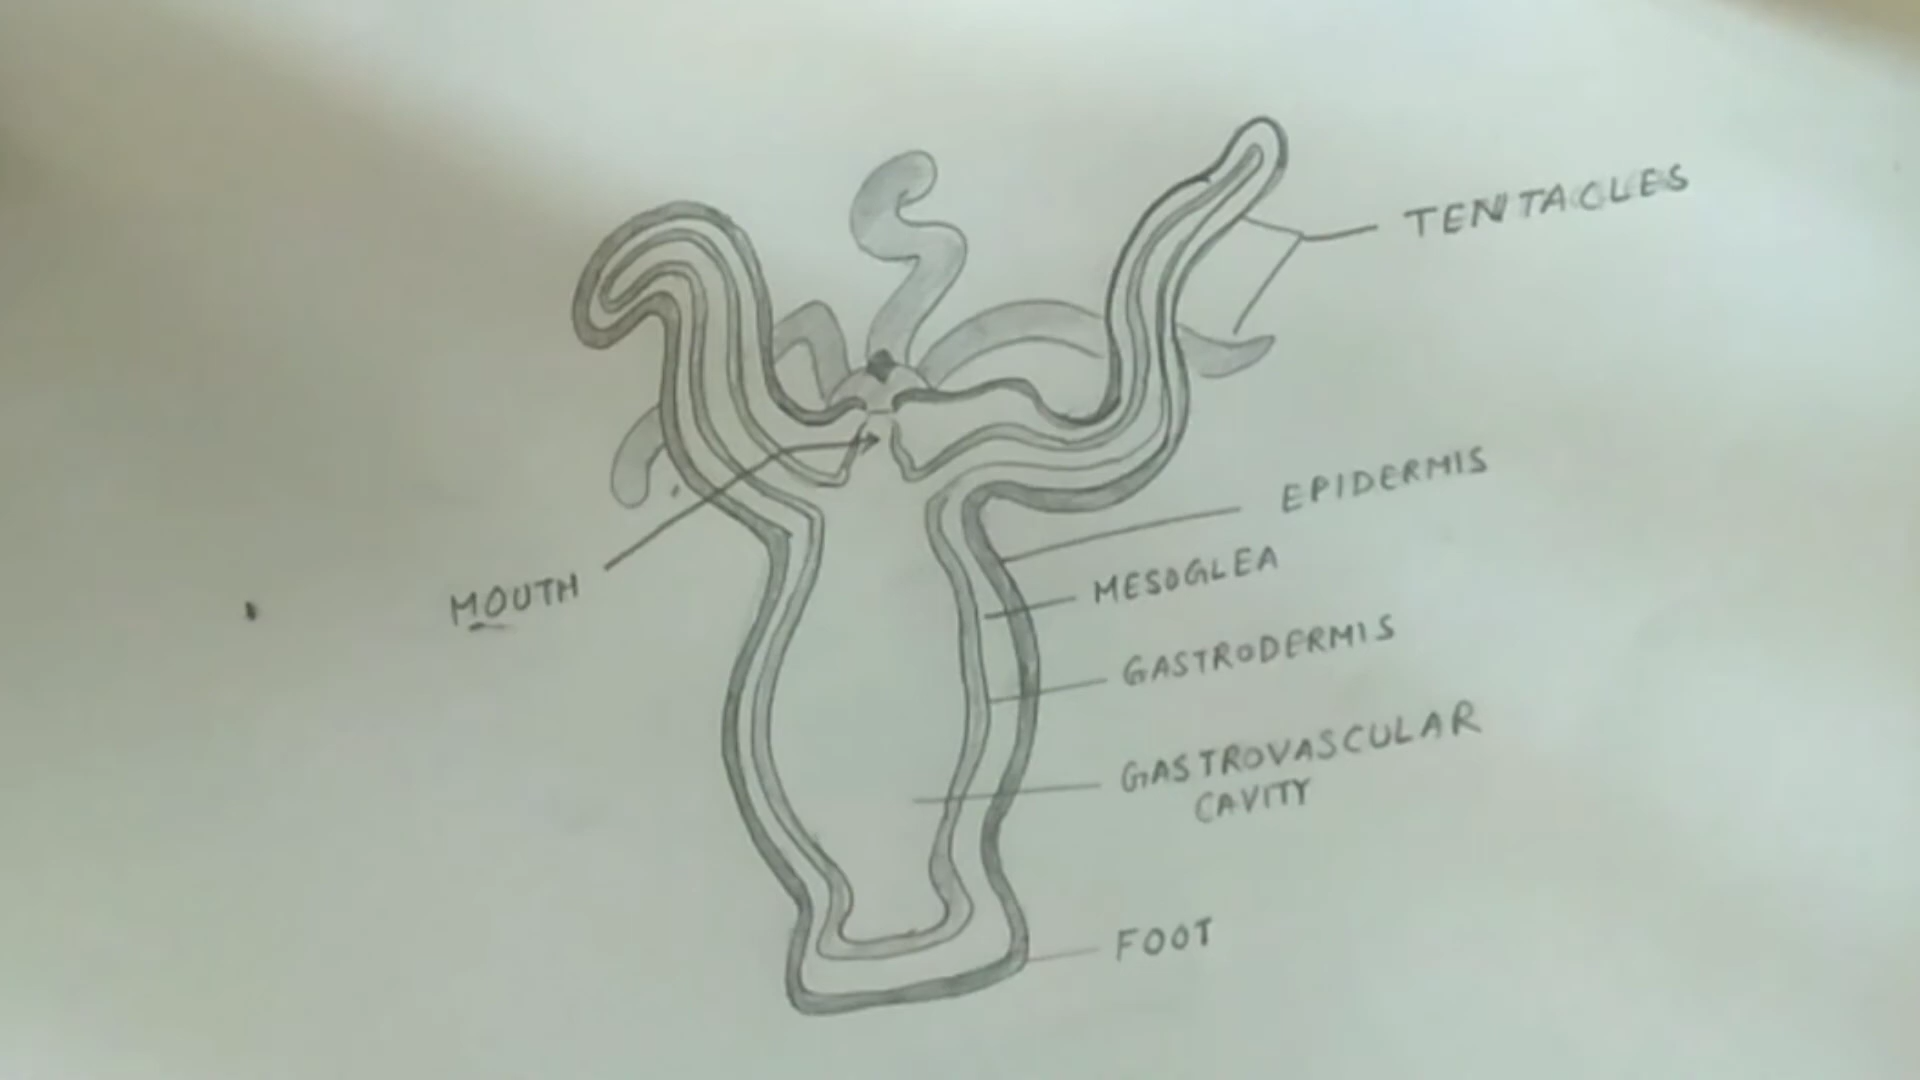 TENTACLES
EPIDERMIS
MESOGLEA
MOUTH
GASTRODERMIS
GASTROVASCULAR
CAVITY
FOOT